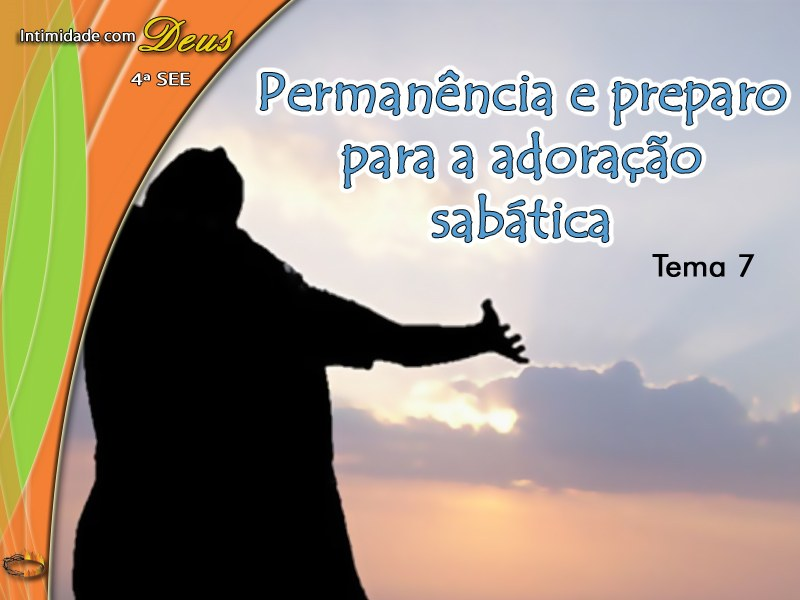 Intimidade com Deus
4ª SEE
Permanência e preparo
para a adoração
sabática
Tema 7